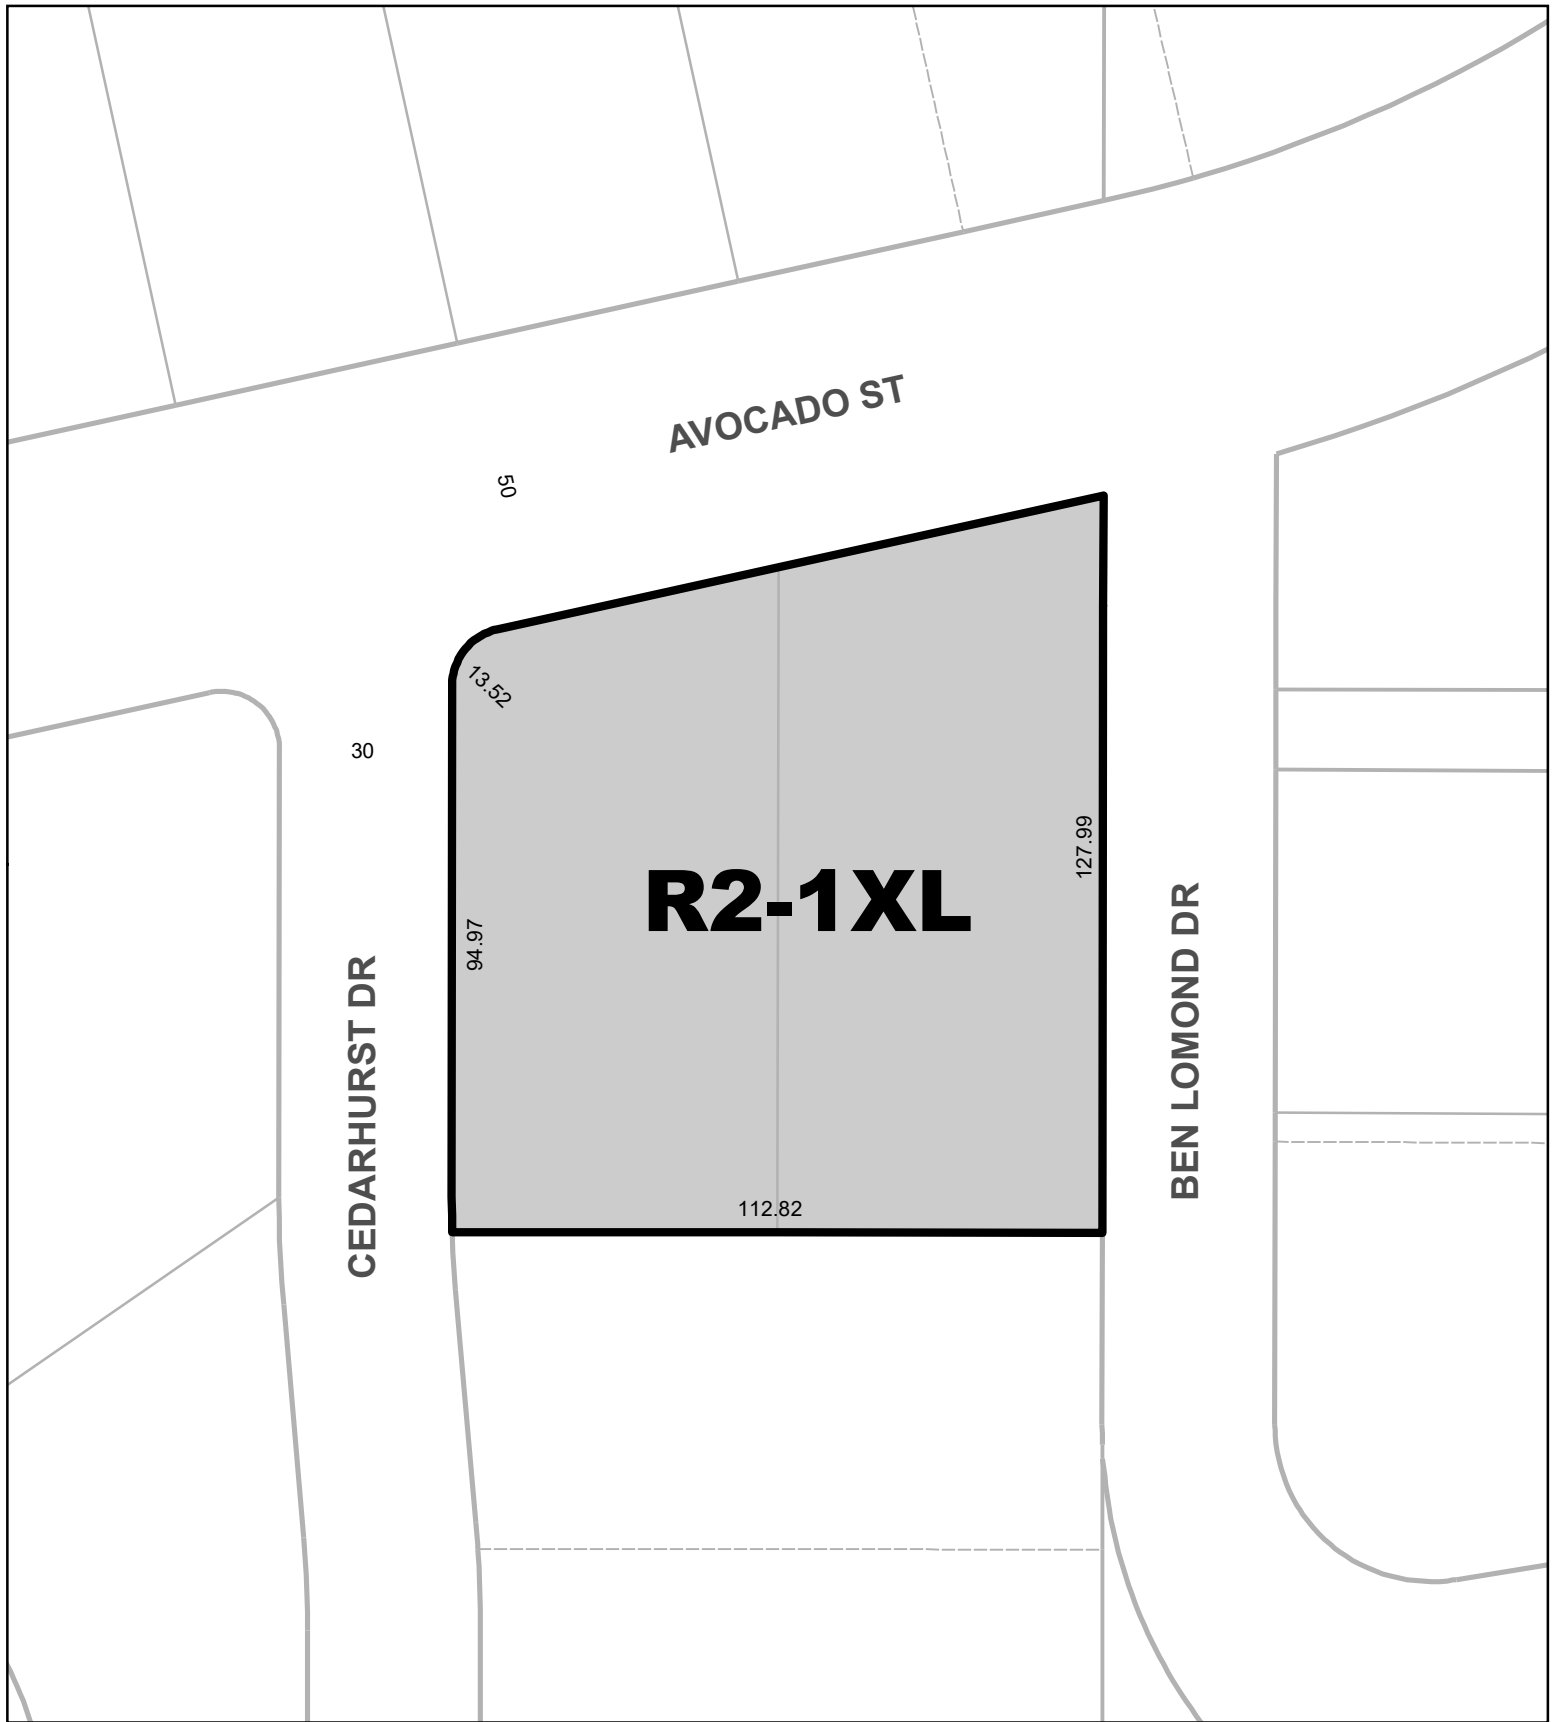 AVOCADO ST
50
13.52
30
127.99
R2-1XL
94.97
BEN LOMOND DR
CEDARHURST DR
112.82